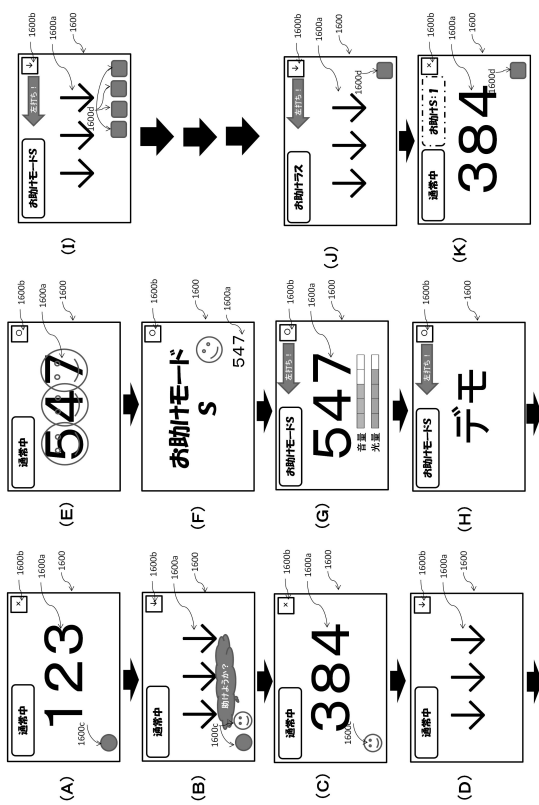 (A)
通常中
×
123
1600b
1600a
1600
(B)
通常中
↓
↓↓↓
助けようか?
1600c
1600b
1600a
1600
(C)
通常中
×
384
1600c
1600b
1600a
1600
(D)
通常中
↓
↓↓↓
1600b
1600a
1600
(E)
通常中
○
547
1600b
1600a
1600
(F)
お助けモード
S
○
547
1600b
1600
1600a
(G)
お助けモードS
左打ち!
○
547
音量
光量
1600b
1600a
1600
(H)
お助けモードS
左打ち!
○
デモ
1600b
1600
(I)
お助けモードS
左打ち!
↓
↓↓↓
1600d
1600b
1600a
1600
(J)
お助けラス
左打ち!
↓
↓↓↓
1600d
1600b
1600a
1600
(K)
通常中
お助けS:1
×
384
1600d
1600b
1600a
1600